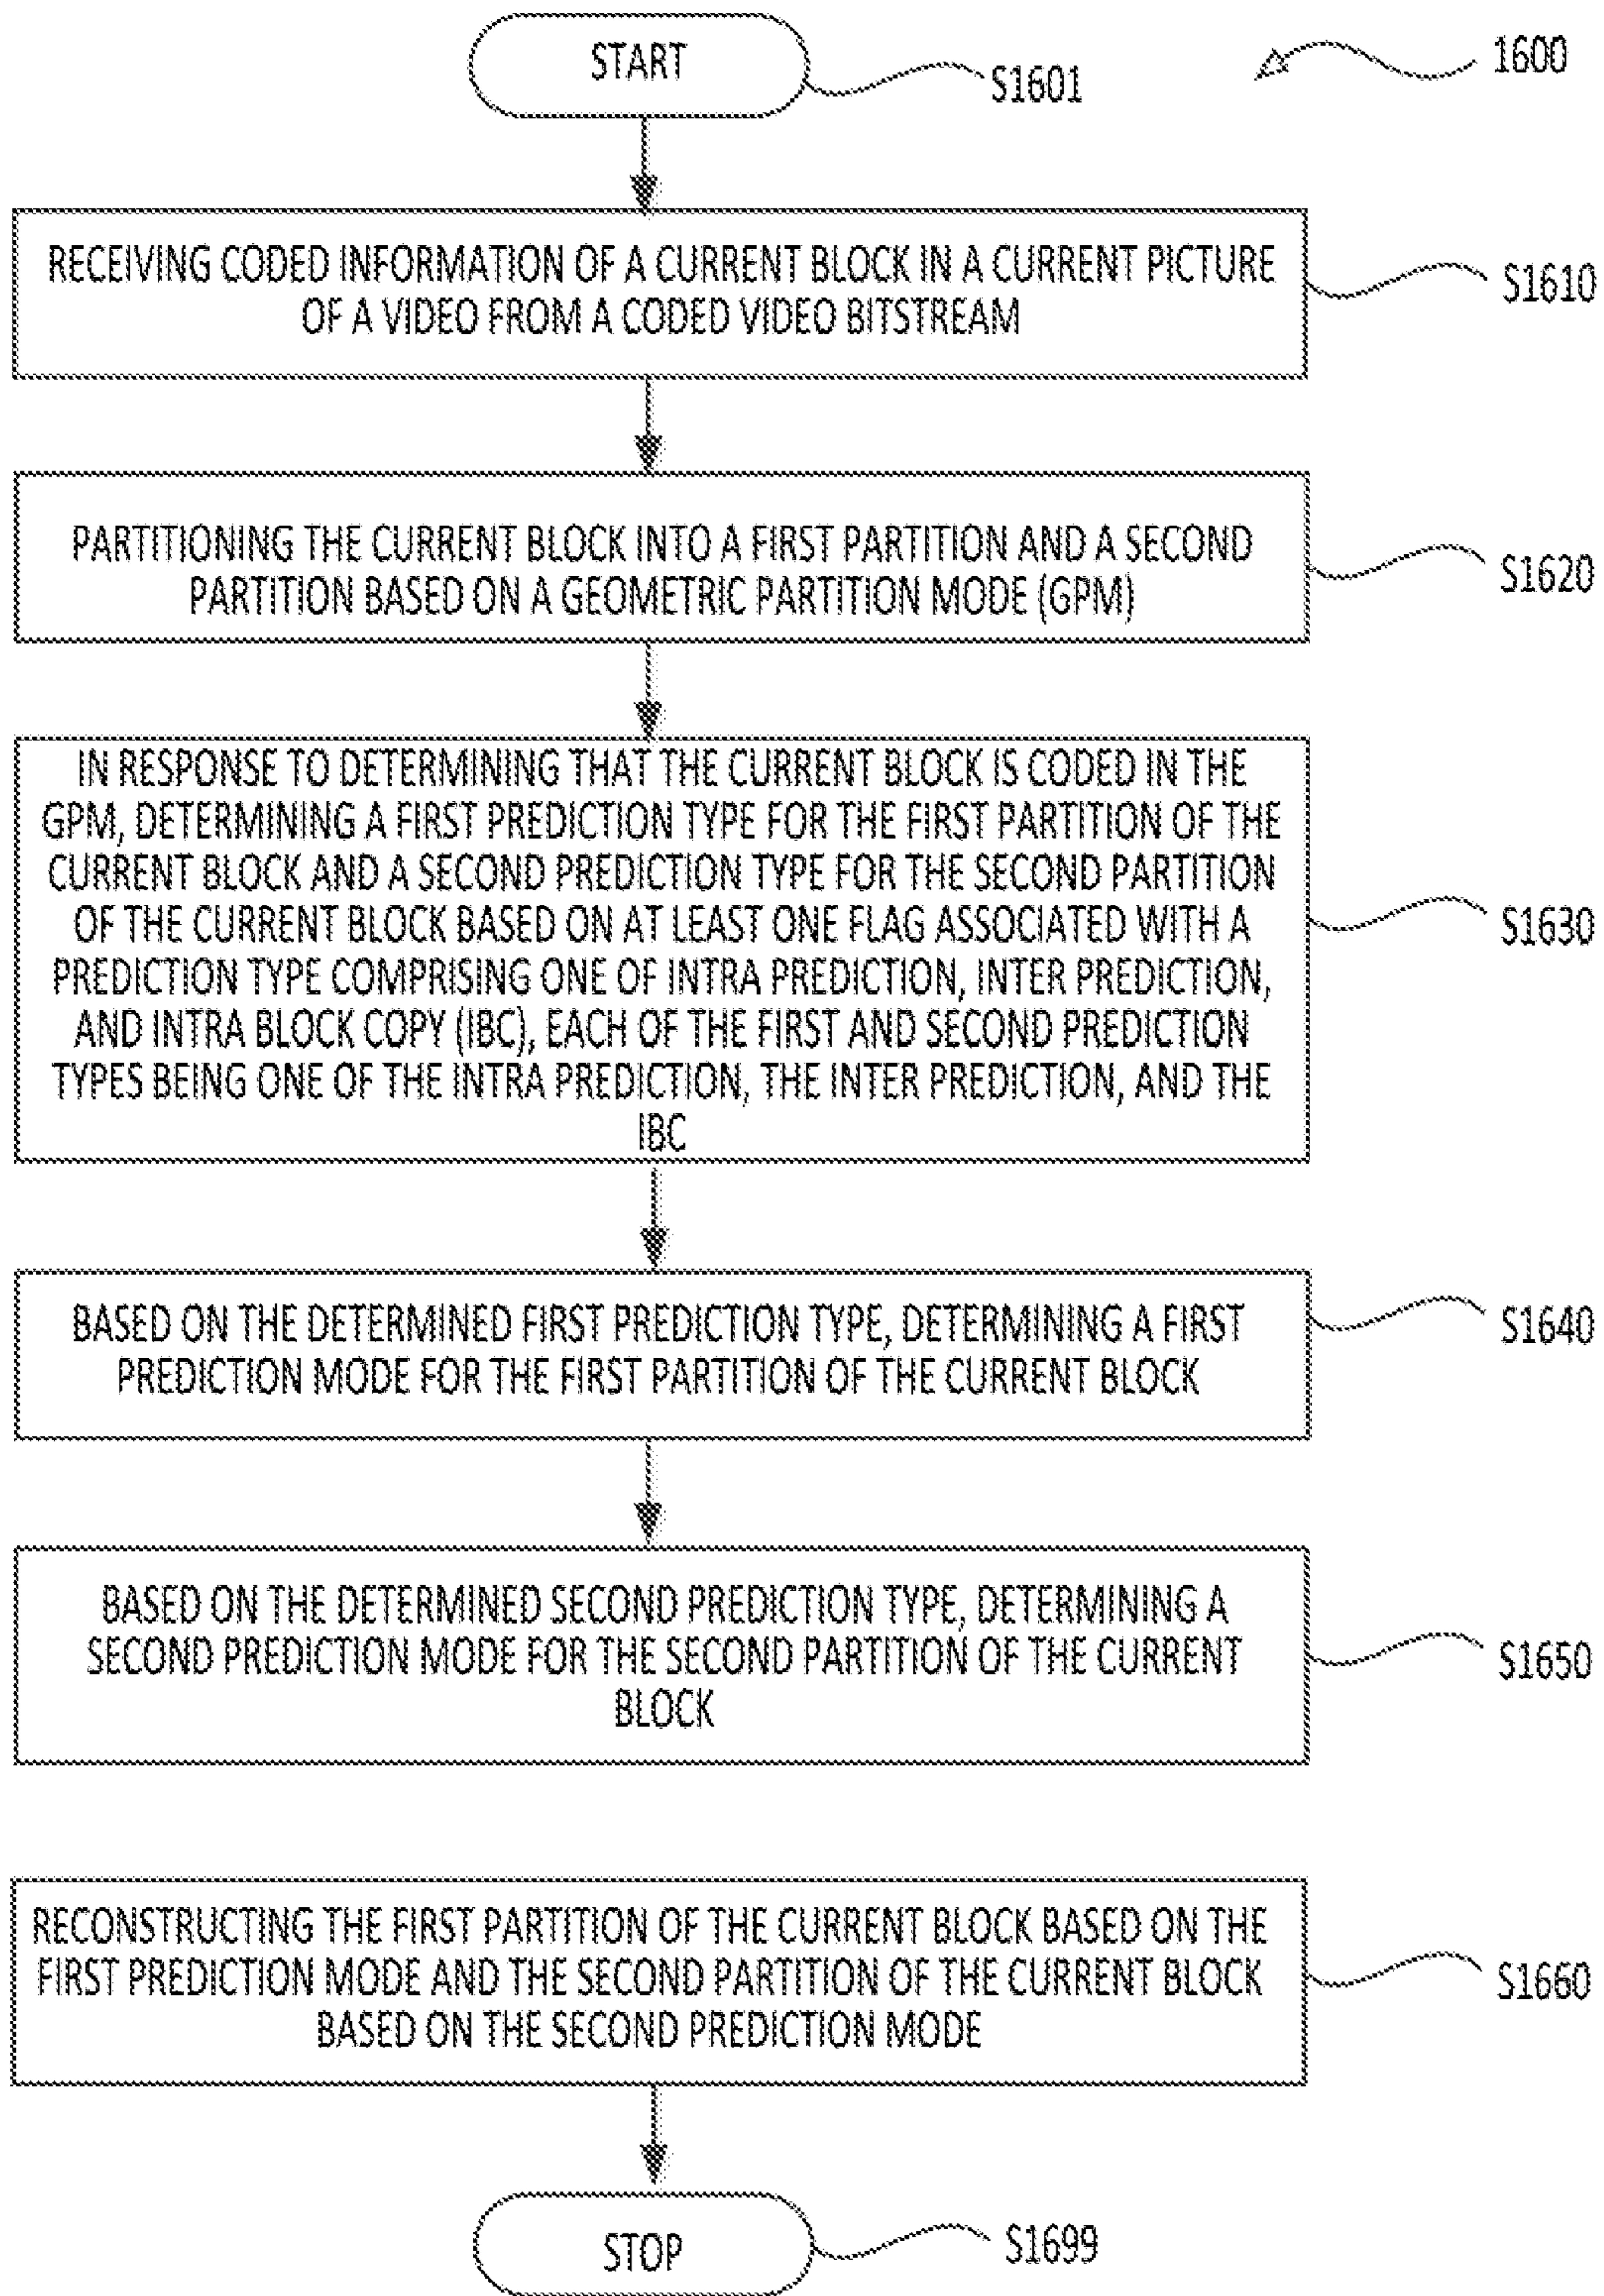 START
S1601
1600
RECEIVING CODED INFORMATION OF A CURRENT BLOCK IN A CURRENT PICTURE
OF A VIDEO FROM A CODED VIDEO BITSTREAM
S1610
PARTITIONING THE CURRENT BLOCK INTO A FIRST PARTITION AND A SECOND
PARTITION BASED ON A GEOMETRIC PARTITION MODE (GPM)
S1620
IN RESPONSE TO DETERMINING THAT THE CURRENT BLOCK IS CODED IN THE
GPM, DETERMINING A FIRST PREDICTION TYPE FOR THE FIRST PARTITION OF THE
CURRENT BLOCK AND A SECOND PREDICTION TYPE FOR THE SECOND PARTITION
OF THE CURRENT BLOCK BASED ON AT LEAST ONE FLAG ASSOCIATED WITH A
PREDICTION TYPE COMPRISING ONE OF INTRA PREDICTION, INTER PREDICTION,
AND INTRA BLOCK COPY (IBC), EACH OF THE FIRST AND SECOND PREDICTION
TYPES BEING ONE OF THE INTRA PREDICTION, THE INTER PREDICTION, AND THE
IBC
S1630
BASED ON THE DETERMINED FIRST PREDICTION TYPE, DETERMINING A FIRST
PREDICTION MODE FOR THE FIRST PARTITION OF THE CURRENT BLOCK
S1640
BASED ON THE DETERMINED SECOND PREDICTION TYPE, DETERMINING A
SECOND PREDICTION MODE FOR THE SECOND PARTITION OF THE CURRENT
BLOCK
S1650
RECONSTRUCTING THE FIRST PARTITION OF THE CURRENT BLOCK BASED ON THE
FIRST PREDICTION MODE AND THE SECOND PARTITION OF THE CURRENT BLOCK
BASED ON THE SECOND PREDICTION MODE
S1660
STOP
S1699